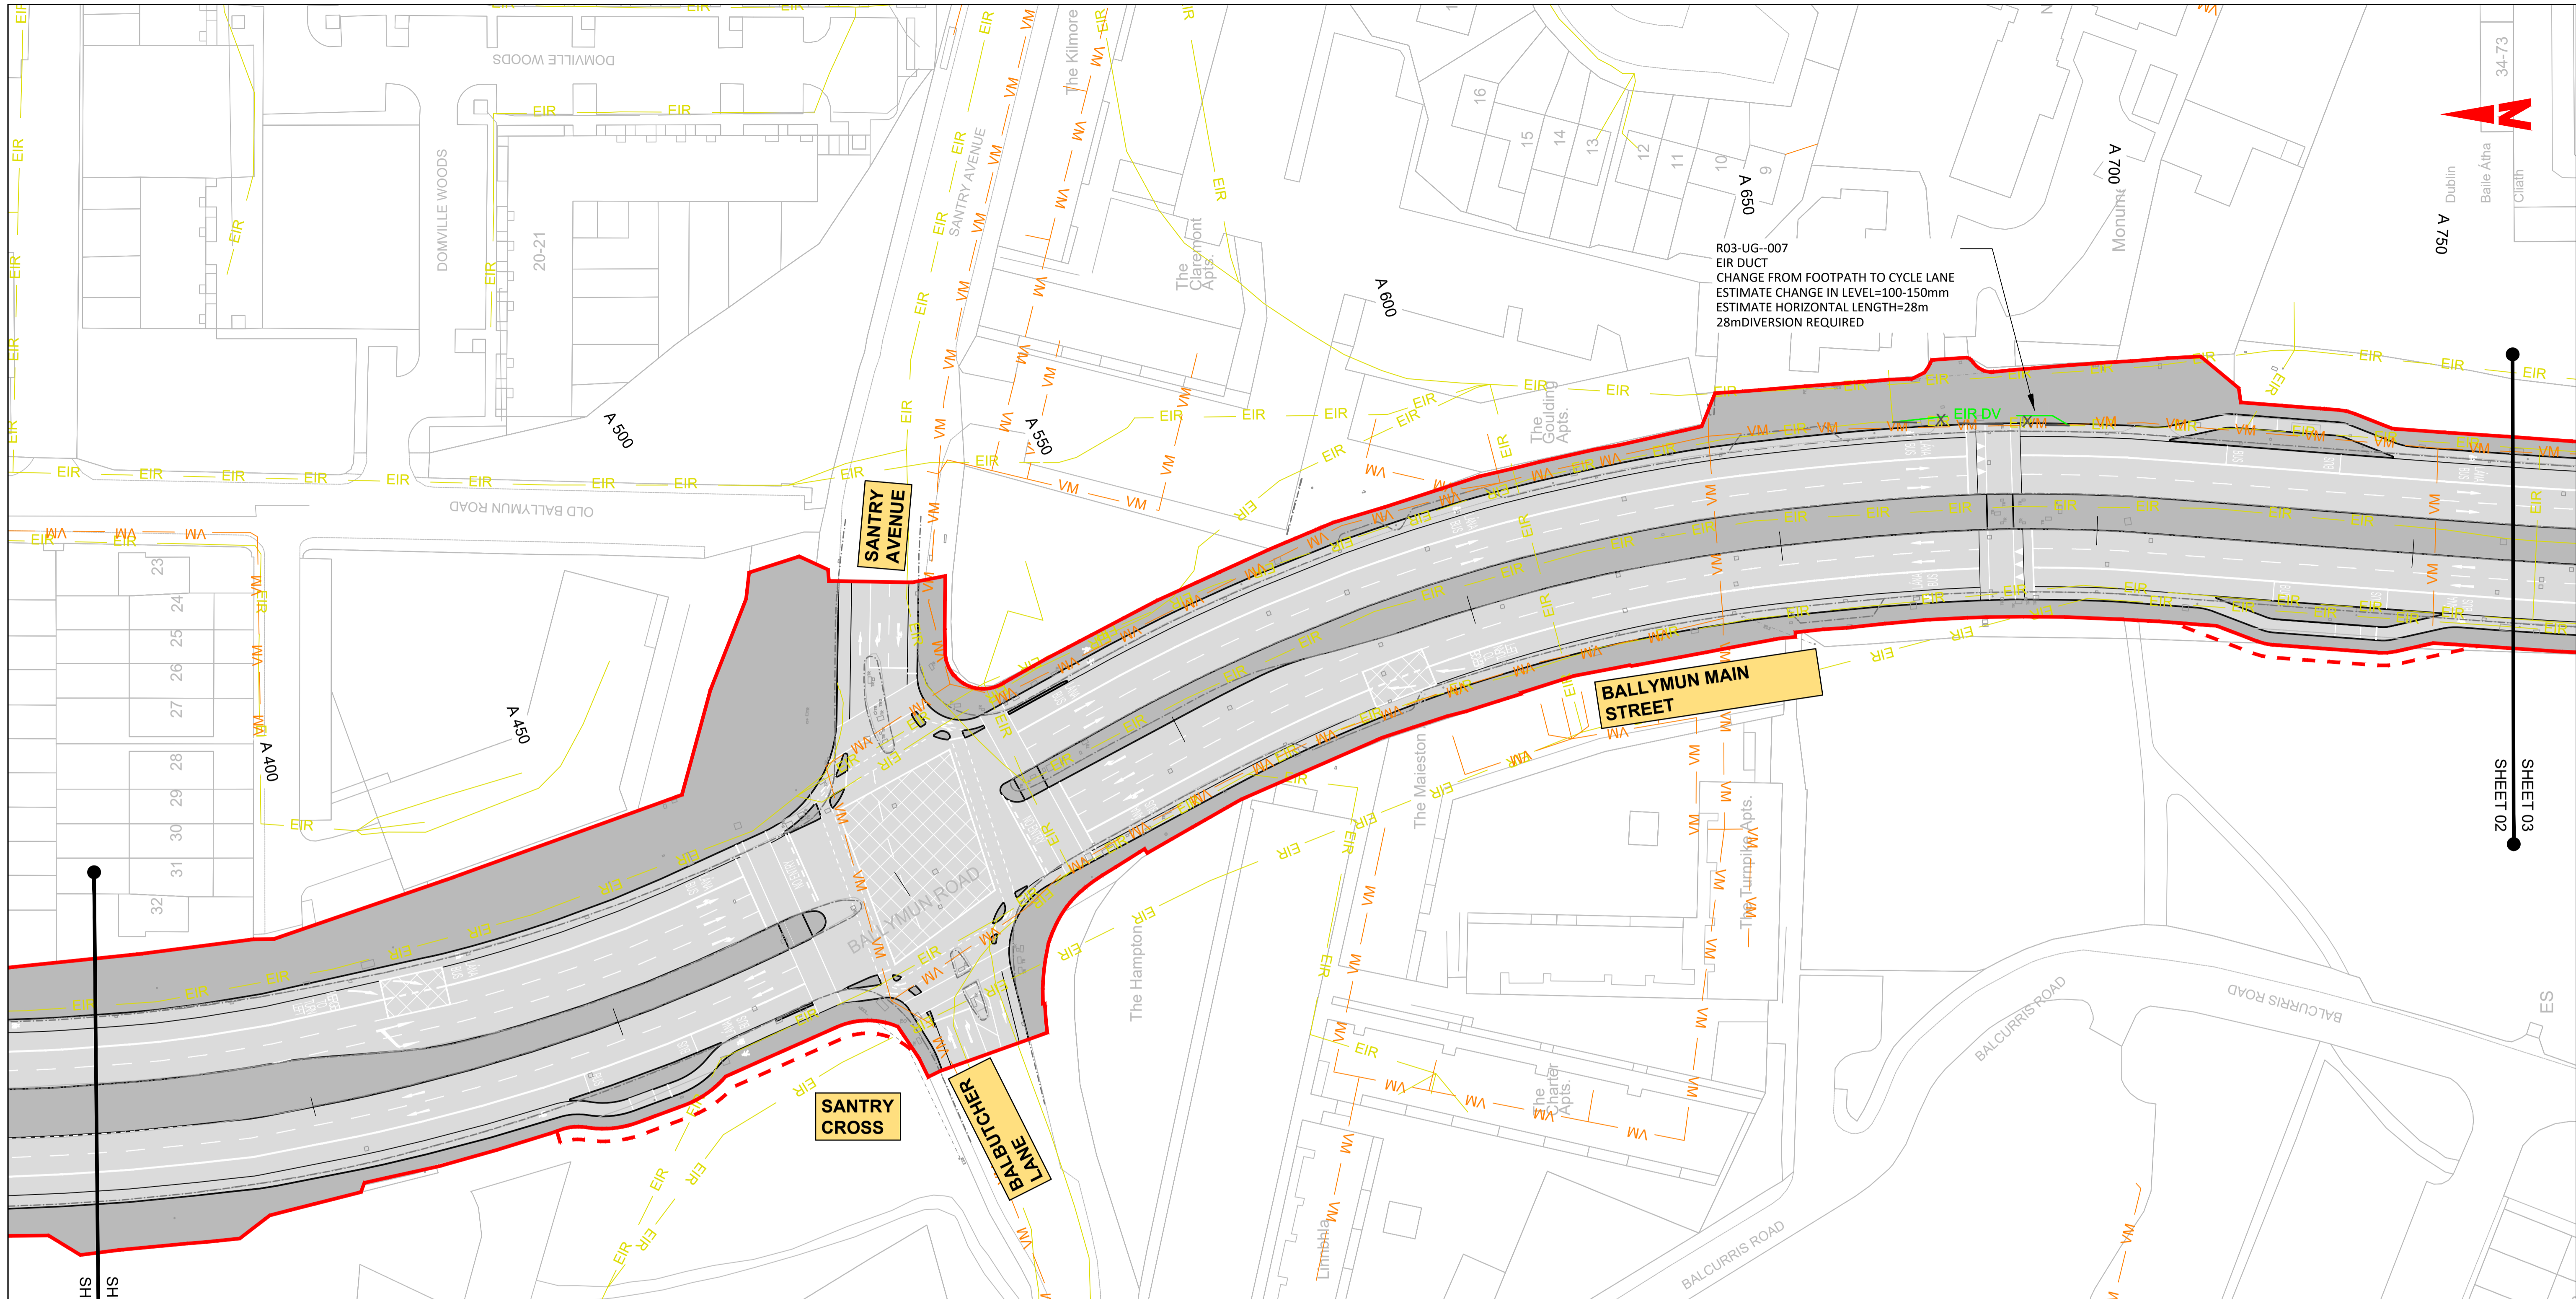 DOMVILLE WOODS
DOMVILLE WOODS
20-21
SANTRY AVENUE
The Kilmore
The
Claremont
Apts.
16
15
14
13
12
11
10
9
34-73
N
Dublin
Baile Átha
Cliath
A 400
A 450
A 500
A 550
A 600
A 650
A 700
A 750
R03-UG--007
EIR DUCT
CHANGE FROM FOOTPATH TO CYCLE LANE
ESTIMATE CHANGE IN LEVEL=100-150mm
ESTIMATE HORIZONTAL LENGTH=28m
28mDIVERSION REQUIRED
EIR DV
EIR
VM
The
Goulding
Apts.
OLD BALLYMUN ROAD
23
24
25
26
27
28
29
30
31
32
SANTRY
AVENUE
BALLYMUN MAIN
STREET
BALLYMUN ROAD
SANTRY
CROSS
BALBUTCHER
LANE
The Hampton
The Turnpike Apts.
The
Charter
Apts.
BALCURRIS ROAD
BALCURRIS ROAD
BALCURRIS ROAD
ES
SHEET 03
SHEET 02
SH
SH